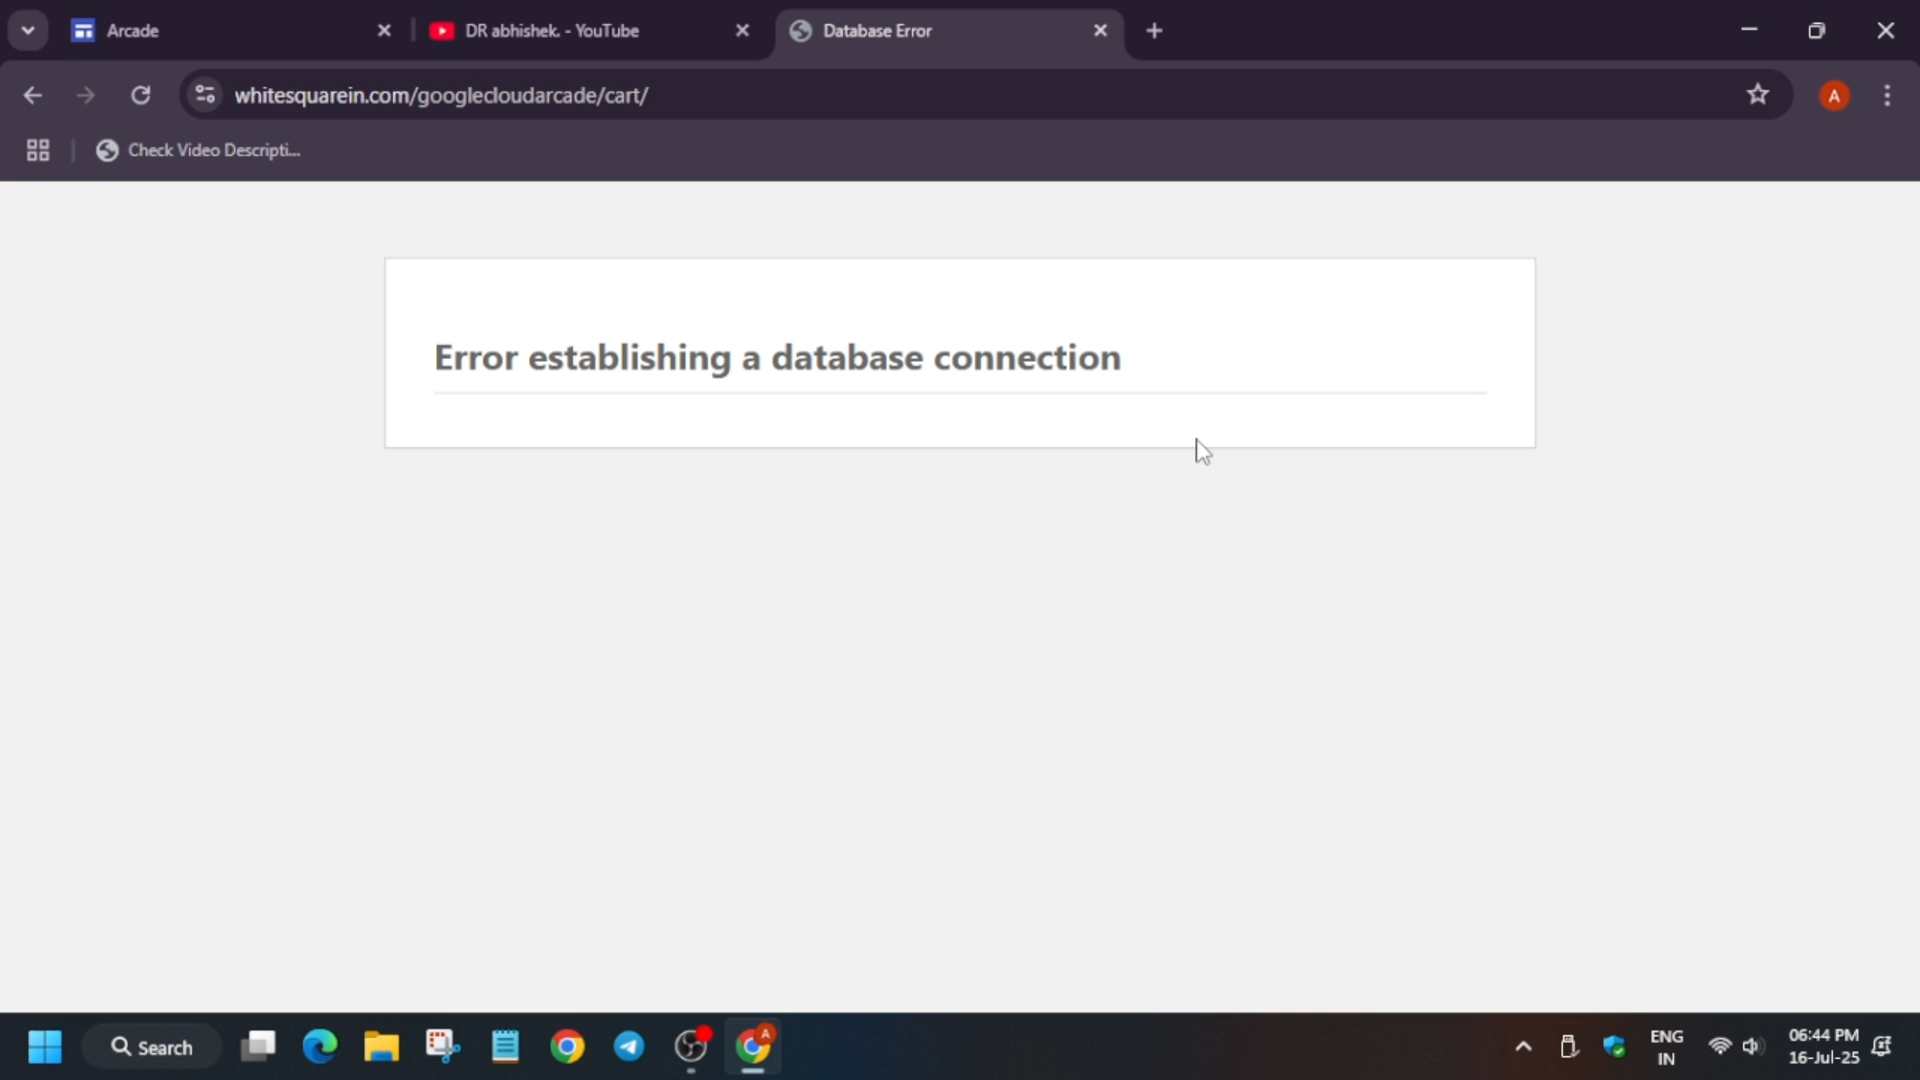 Arcade
DR abhishek. - YouTube
Database Error
whitesquarein.com/googlecloudarcade/cart/
A
Check Video Descripti...
Error establishing a database connection
Search
A
ENG
IN
06:44 PM
16-Jul-25